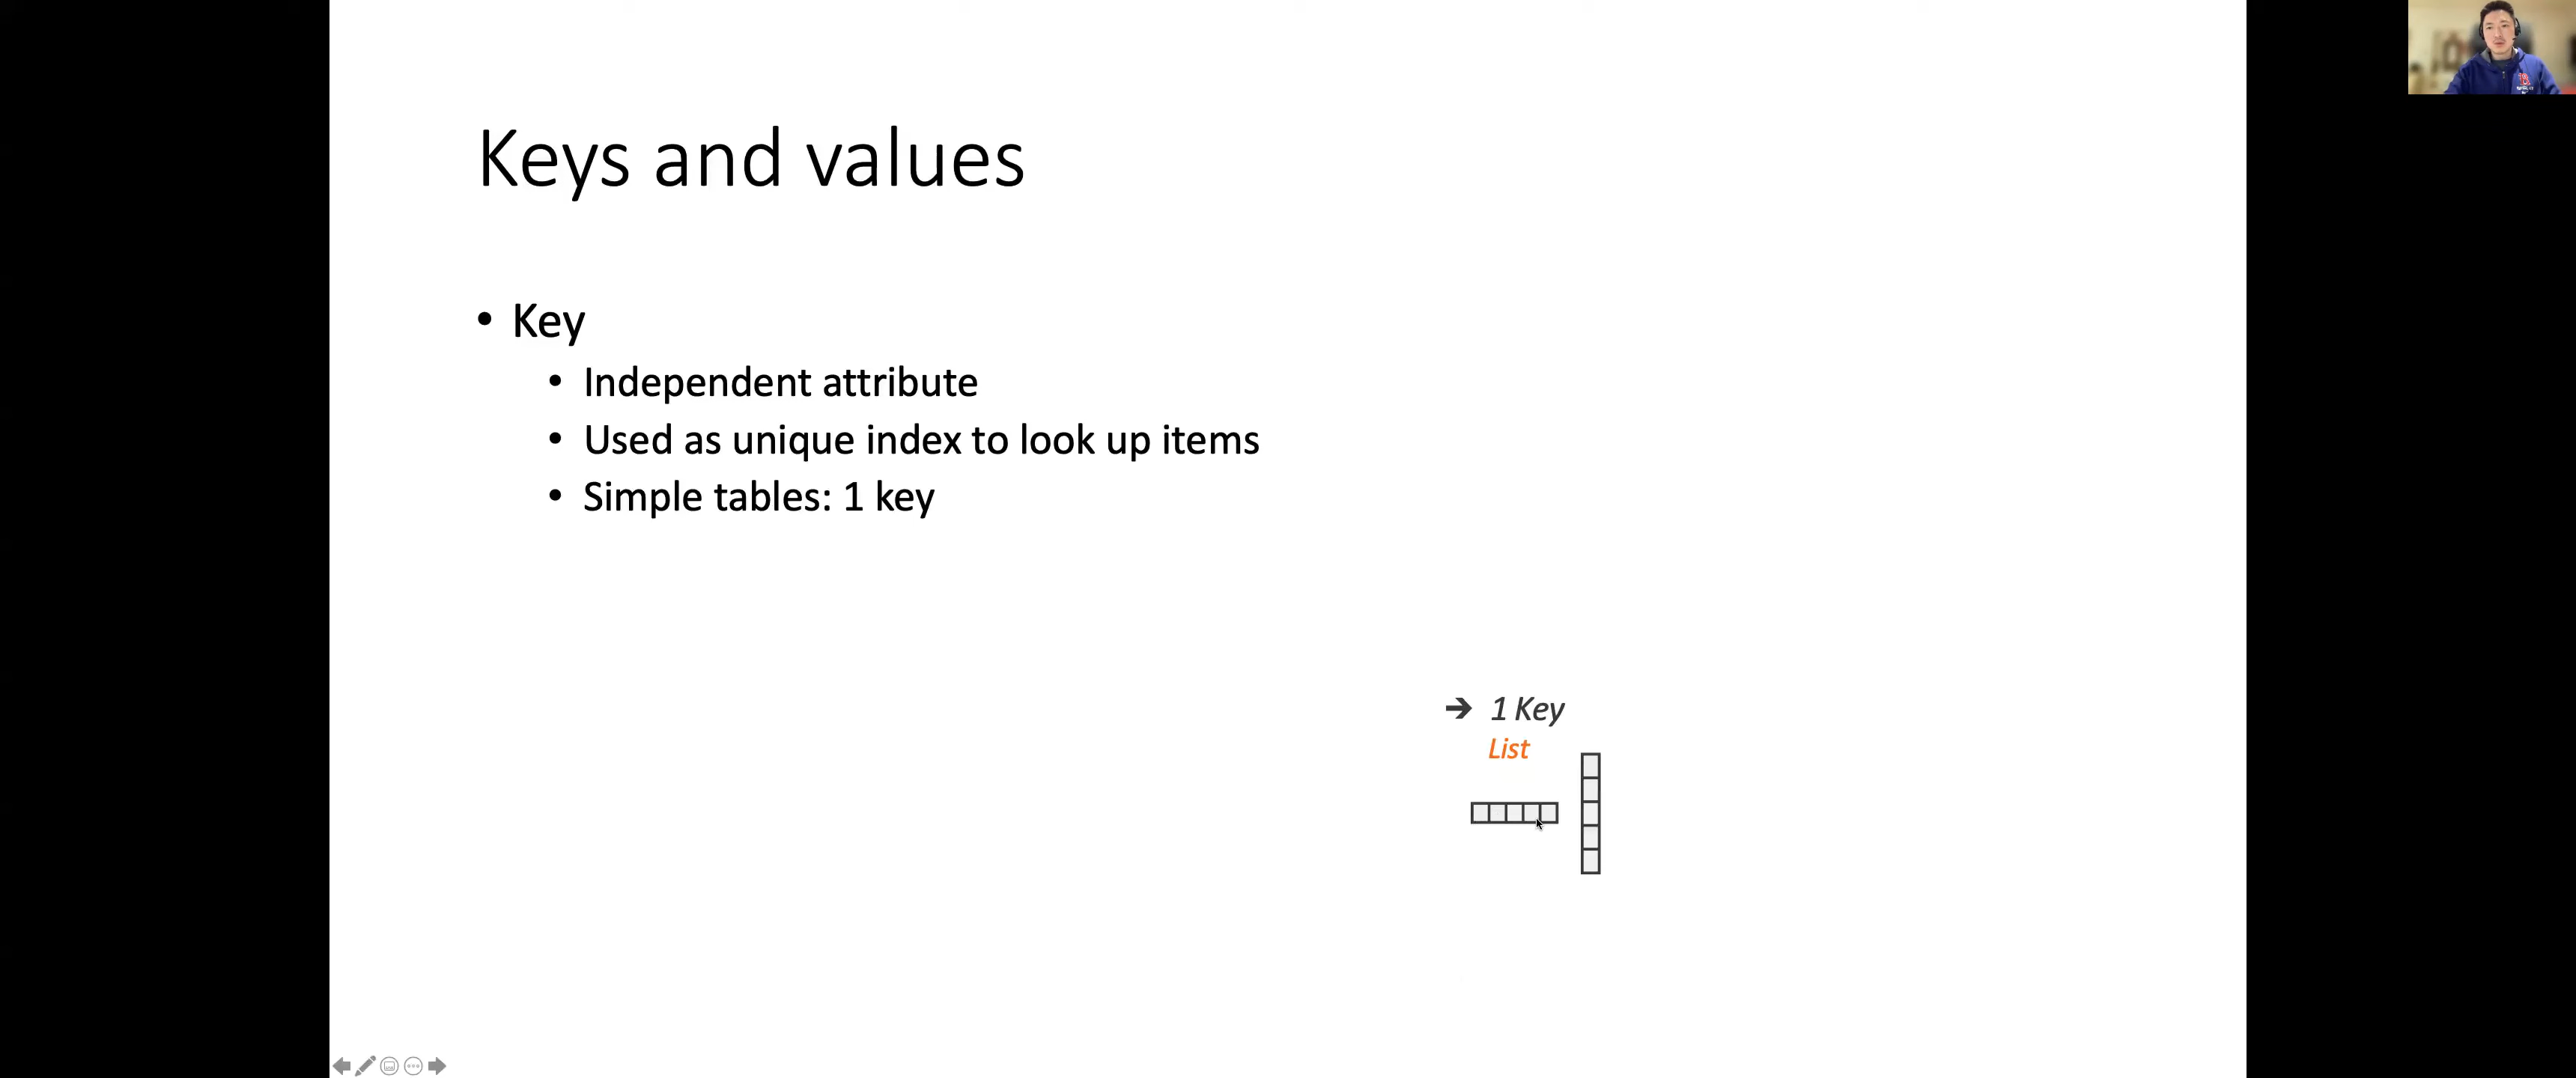 Keys and values
• Key
• Independent attribute
• Used as unique index to look up items
• Simple tables: 1 key
➔ 1 Key
List